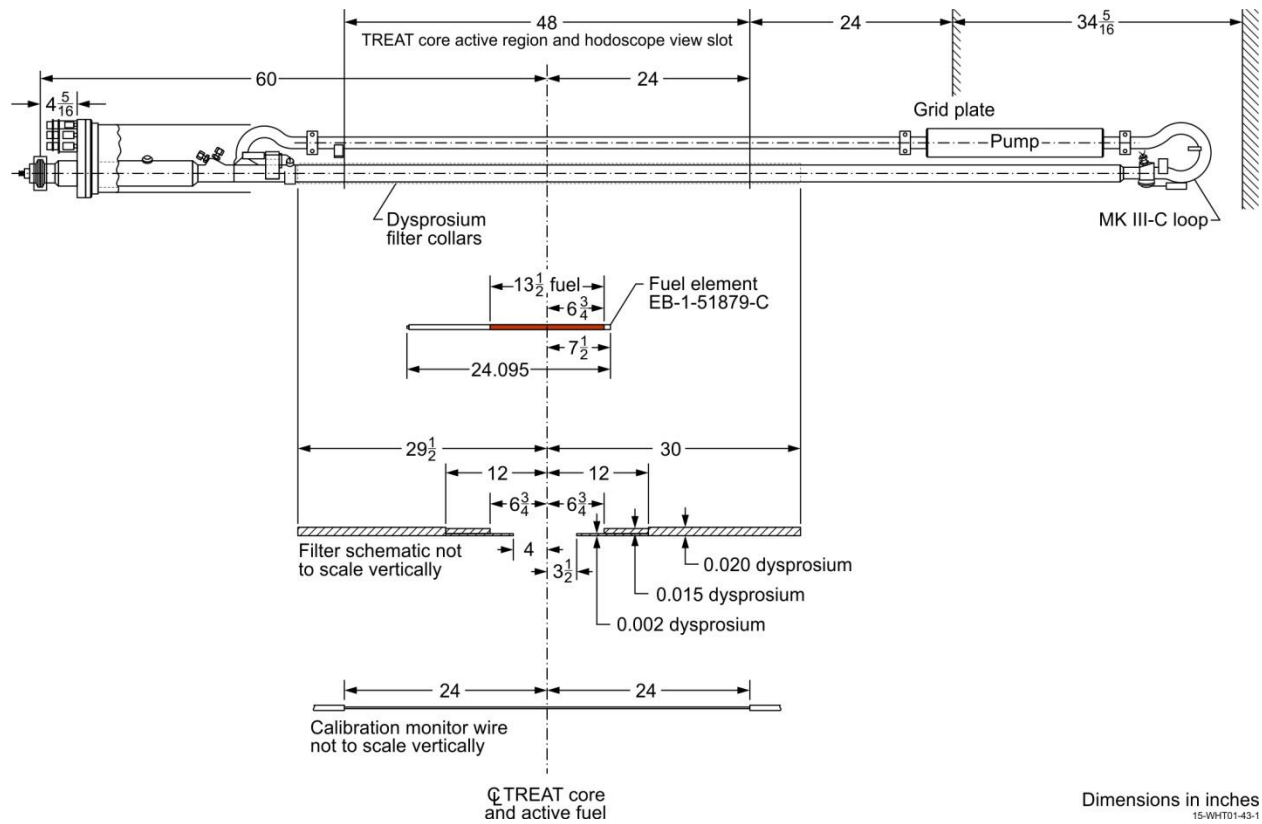 48
24
34 5/16
TREAT core active region and hodoscope view slot
60
24
4 5/16
Grid plate
Pump
Dysprosium
filter collars
MK III-C loop
13 1/2 fuel
6 3/4
Fuel element
EB-1-51879-C
7 1/2
24.095
29 1/2
30
12
12
6 3/4
6 3/4
Filter schematic not
to scale vertically
4
3 1/2
0.020 dysprosium
0.015 dysprosium
0.002 dysprosium
24
24
Calibration monitor wire
not to scale vertically
℄ TREAT core
and active fuel
Dimensions in inches
15-WHT01-43-1